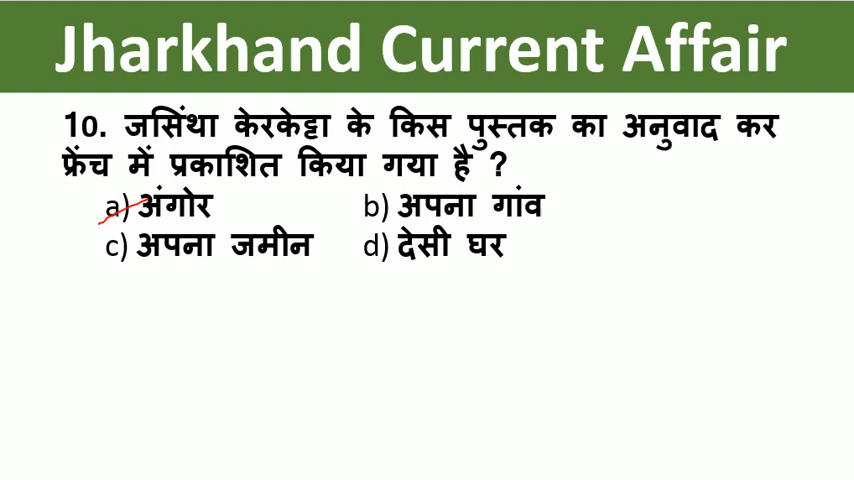 Jharkhand Current Affair
10. जसिंथा केरकेट्टा के किस पुस्तक का अनुवाद कर
फ्रेंच में प्रकाशित किया गया है ?
a) अंगोर b) अपना गांव
c) अपना जमीन d) देसी घर